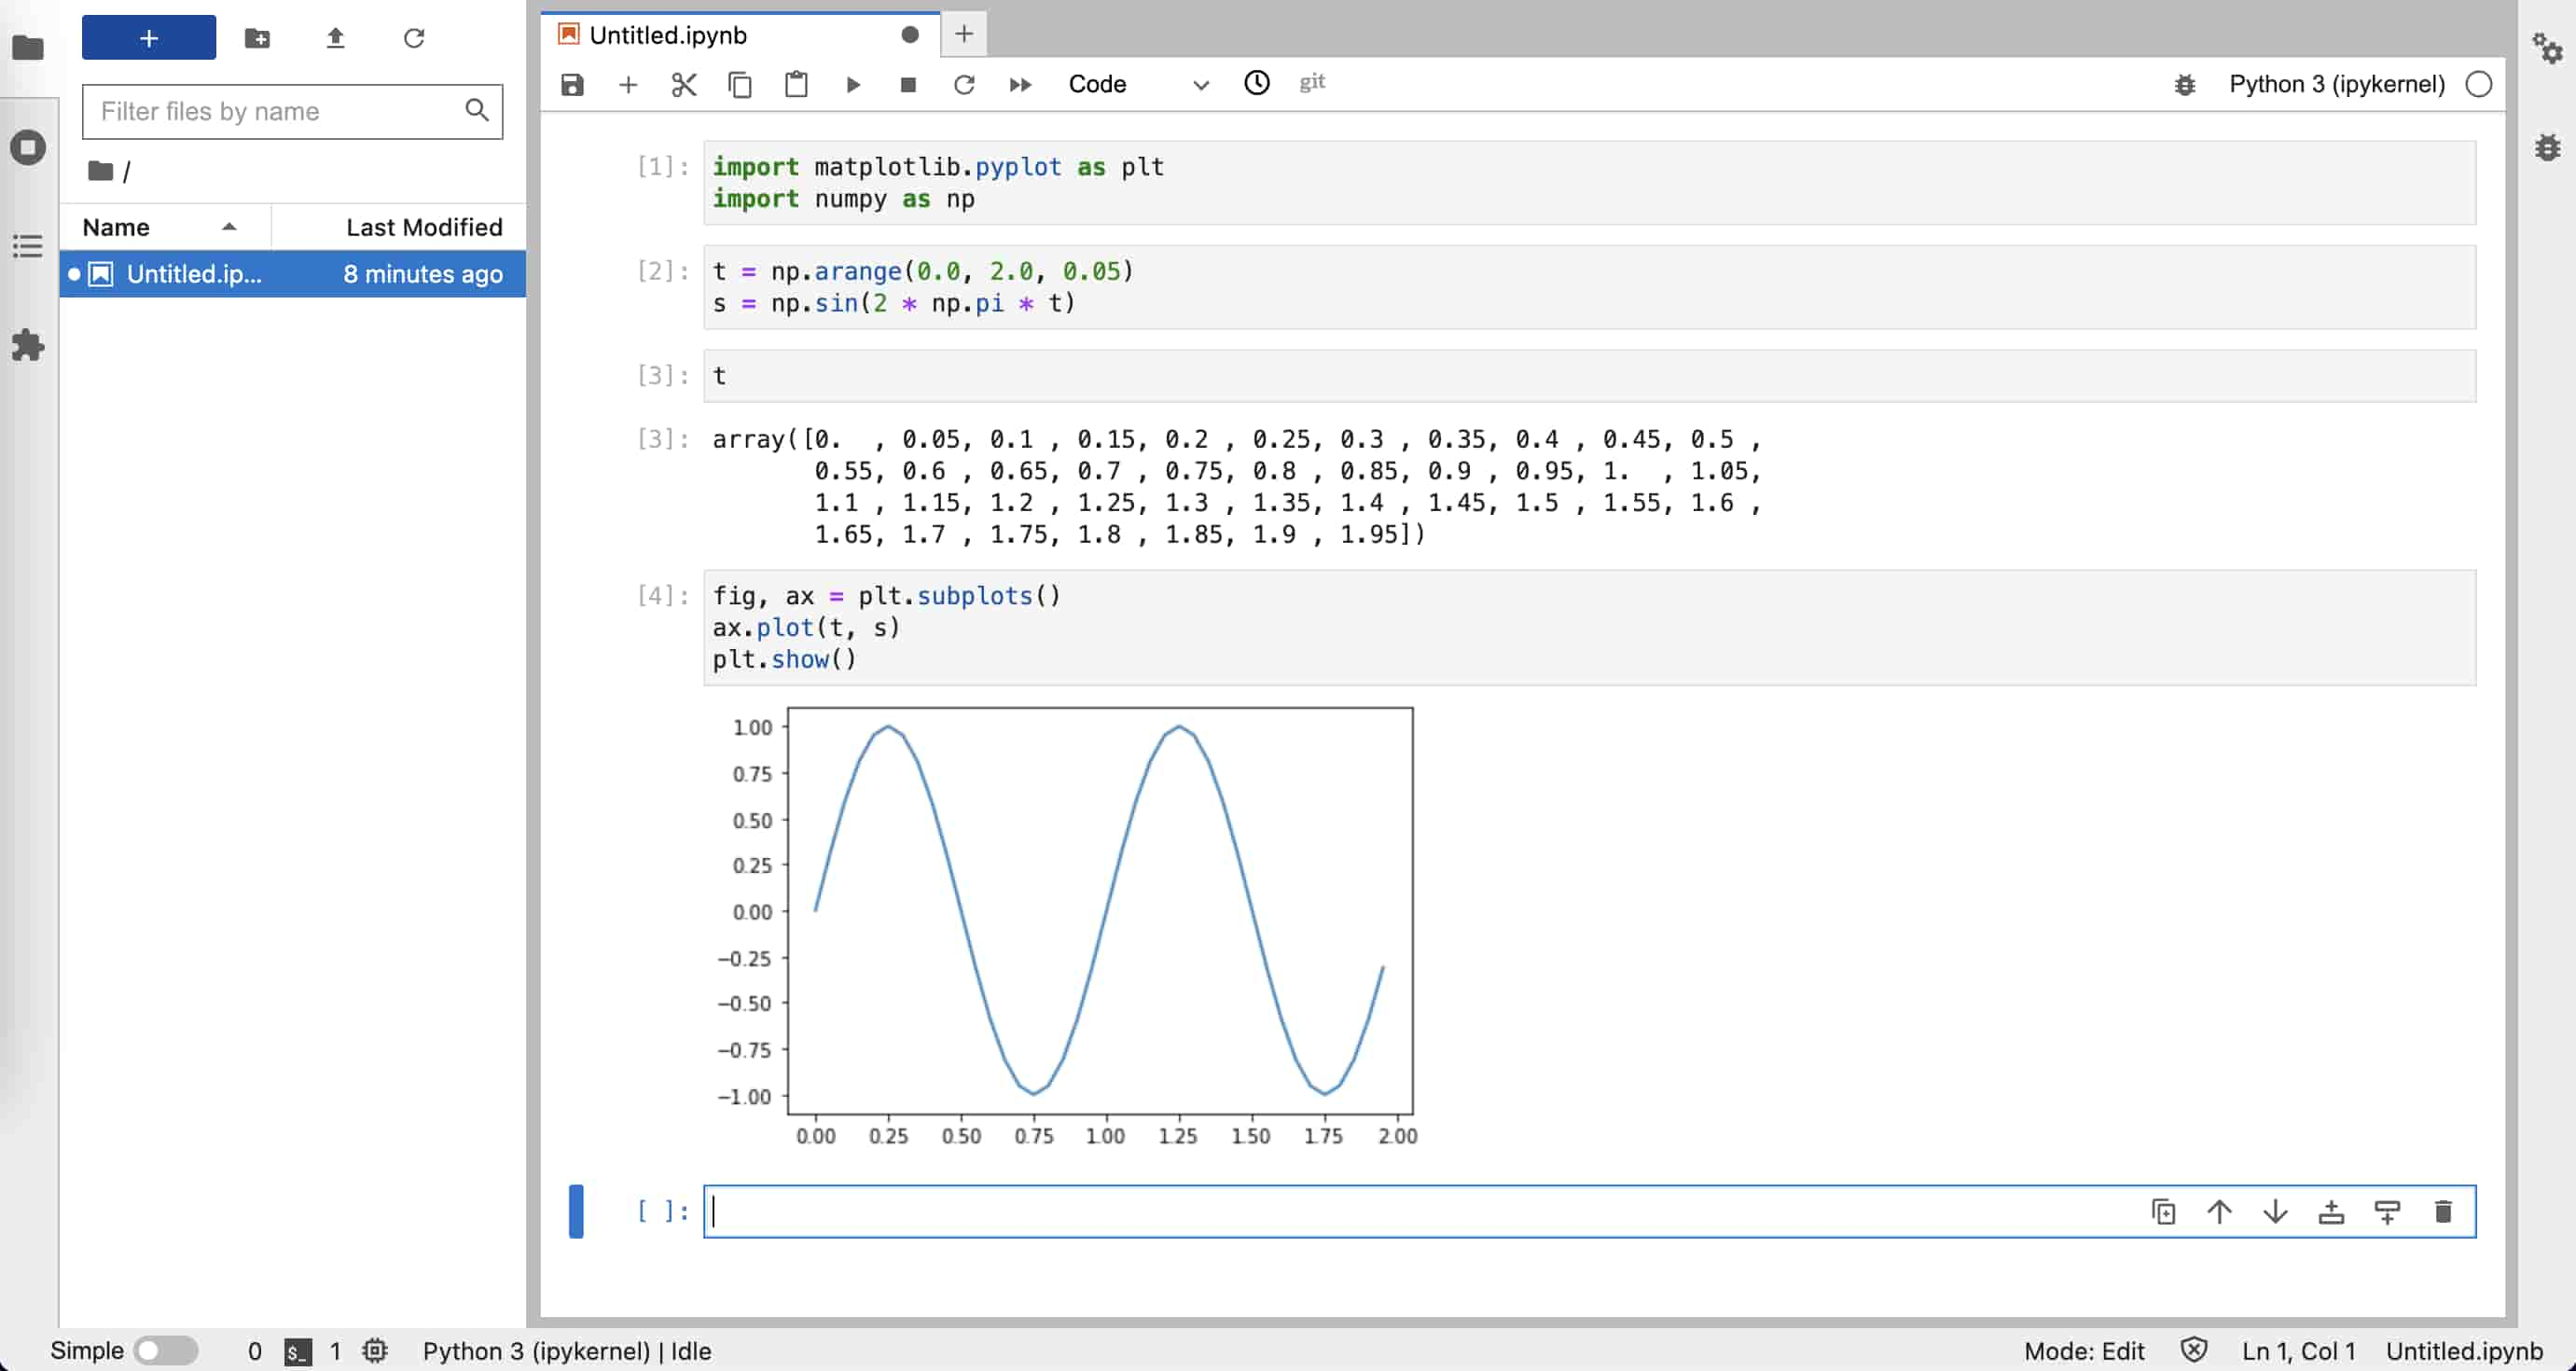 Filter files by name
/
Name Last Modified
Untitled.ip... 8 minutes ago
Untitled.ipynb
Code git Python 3 (ipykernel)
[1]: import matplotlib.pyplot as plt
import numpy as np
[2]: t = np.arange(0.0, 2.0, 0.05)
s = np.sin(2 * np.pi * t)
[3]: t
[3]: array([0.  , 0.05, 0.1 , 0.15, 0.2 , 0.25, 0.3 , 0.35, 0.4 , 0.45, 0.5 ,
0.55, 0.6 , 0.65, 0.7 , 0.75, 0.8 , 0.85, 0.9 , 0.95, 1.  , 1.05,
1.1 , 1.15, 1.2 , 1.25, 1.3 , 1.35, 1.4 , 1.45, 1.5 , 1.55, 1.6 ,
1.65, 1.7 , 1.75, 1.8 , 1.85, 1.9 , 1.95])
[4]: fig, ax = plt.subplots()
ax.plot(t, s)
plt.show()
1.00
0.75
0.50
0.25
0.00
−0.25
−0.50
−0.75
−1.00
0.00 0.25 0.50 0.75 1.00 1.25 1.50 1.75 2.00
[ ]:
Simple 0 $_ 1 Python 3 (ipykernel) | Idle Mode: Edit Ln 1, Col 1 Untitled.ipynb